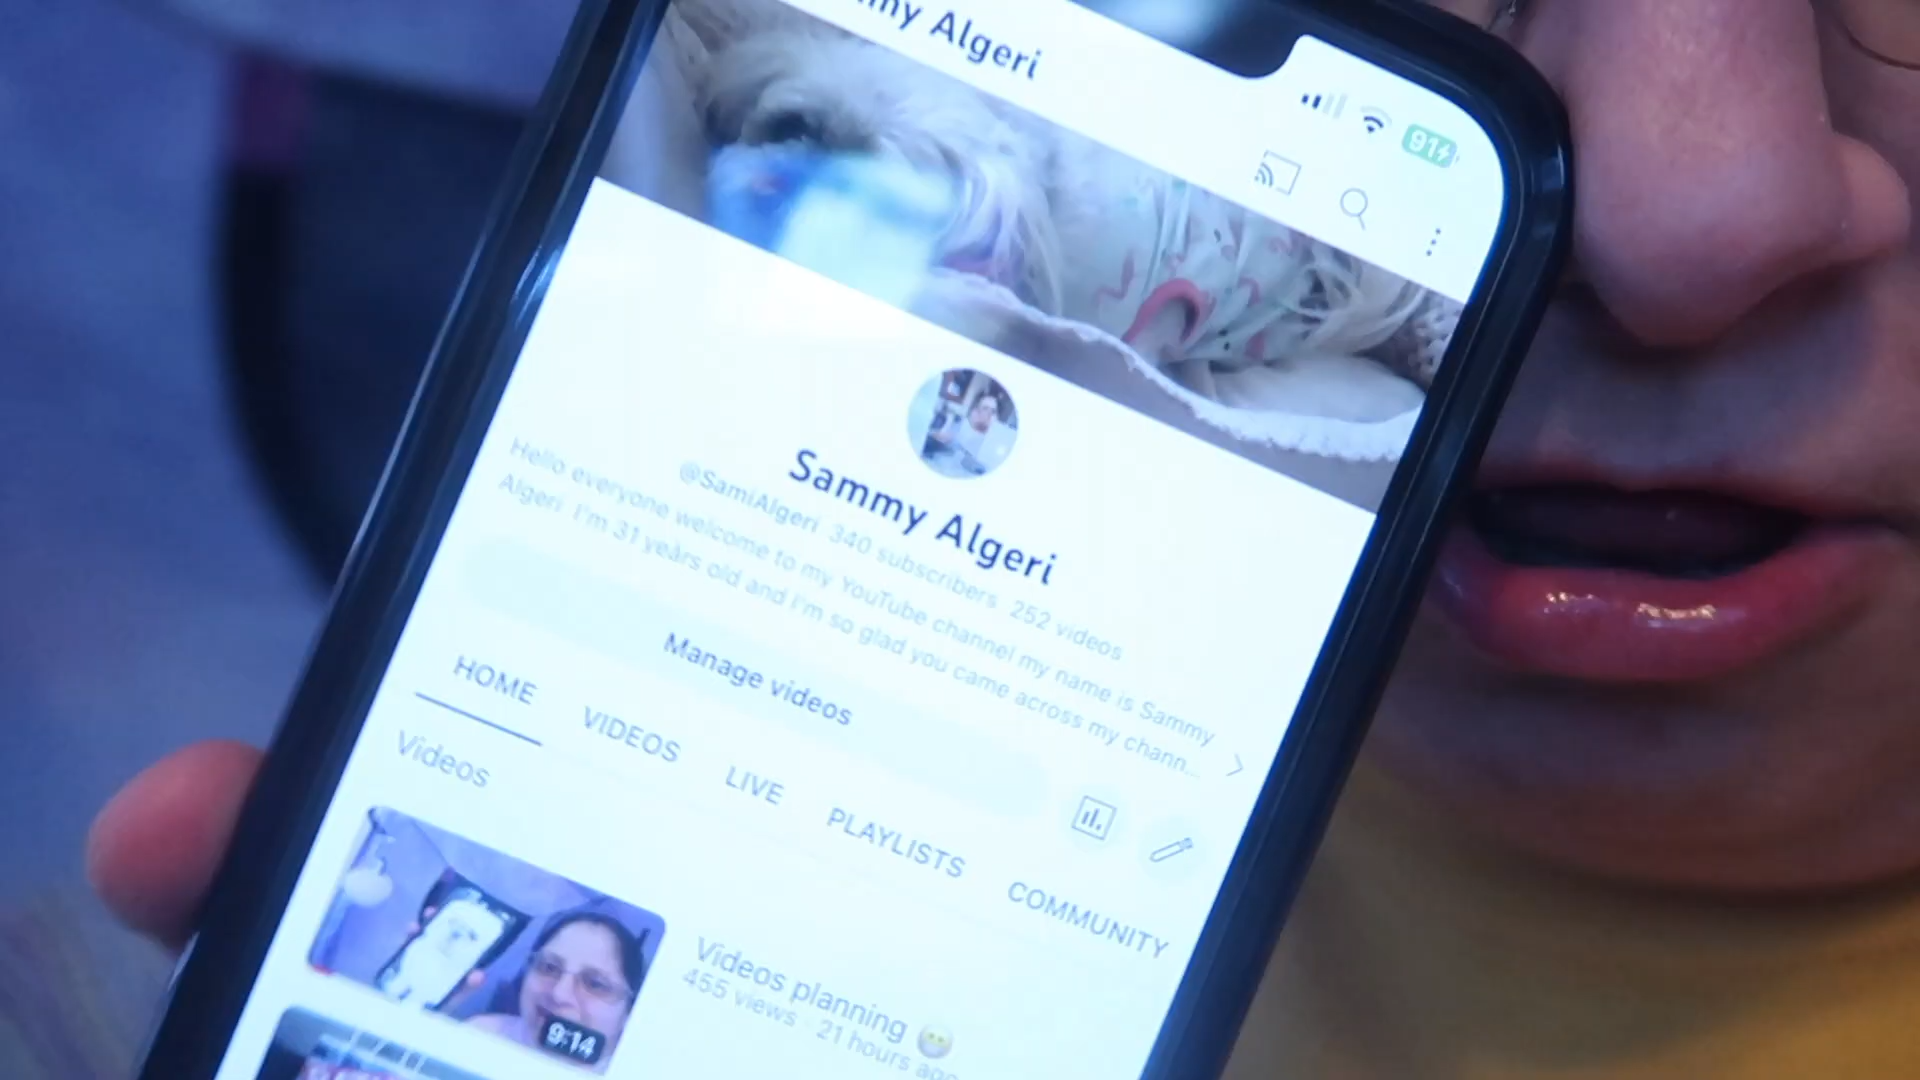 my Algeri
91
Sammy Algeri
@SamiAlgeri 340 subscribers 252 videos
Hello everyone welcome to my YouTube channel my name is Sammy
Algeri I'm 31 years old and I'm so glad you came across my chann...
Manage videos
HOME VIDEOS LIVE PLAYLISTS COMMUNITY
Videos
Videos planning 😁
455 views · 21 hours ago
9:14